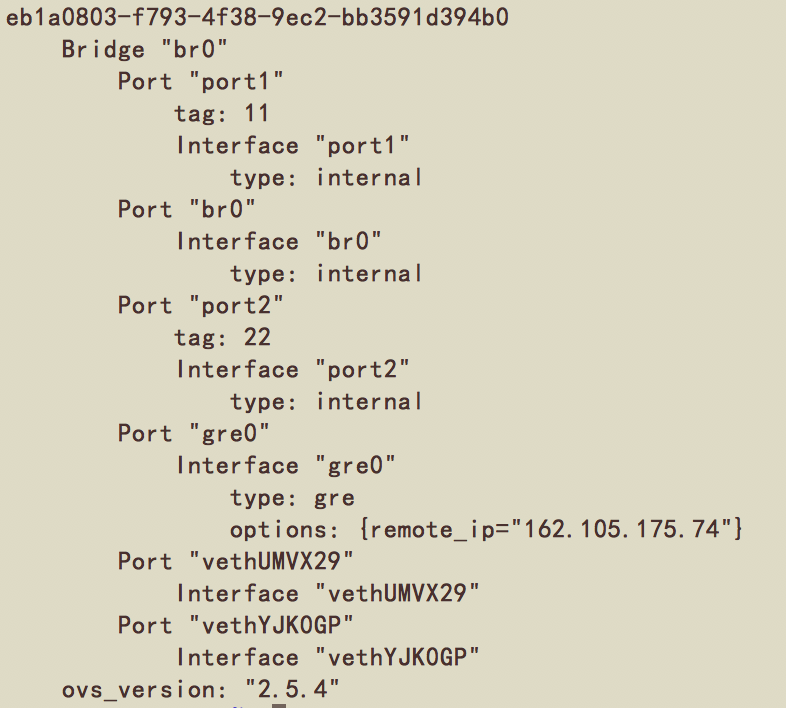 eb1a0803-f793-4f38-9ec2-bb3591d394b0
    Bridge "br0"
        Port "port1"
            tag: 11
            Interface "port1"
                type: internal
        Port "br0"
            Interface "br0"
                type: internal
        Port "port2"
            tag: 22
            Interface "port2"
                type: internal
        Port "gre0"
            Interface "gre0"
                type: gre
                options: {remote_ip="162.105.175.74"}
        Port "vethUMVX29"
            Interface "vethUMVX29"
        Port "vethYJK0GP"
            Interface "vethYJK0GP"
    ovs_version: "2.5.4"